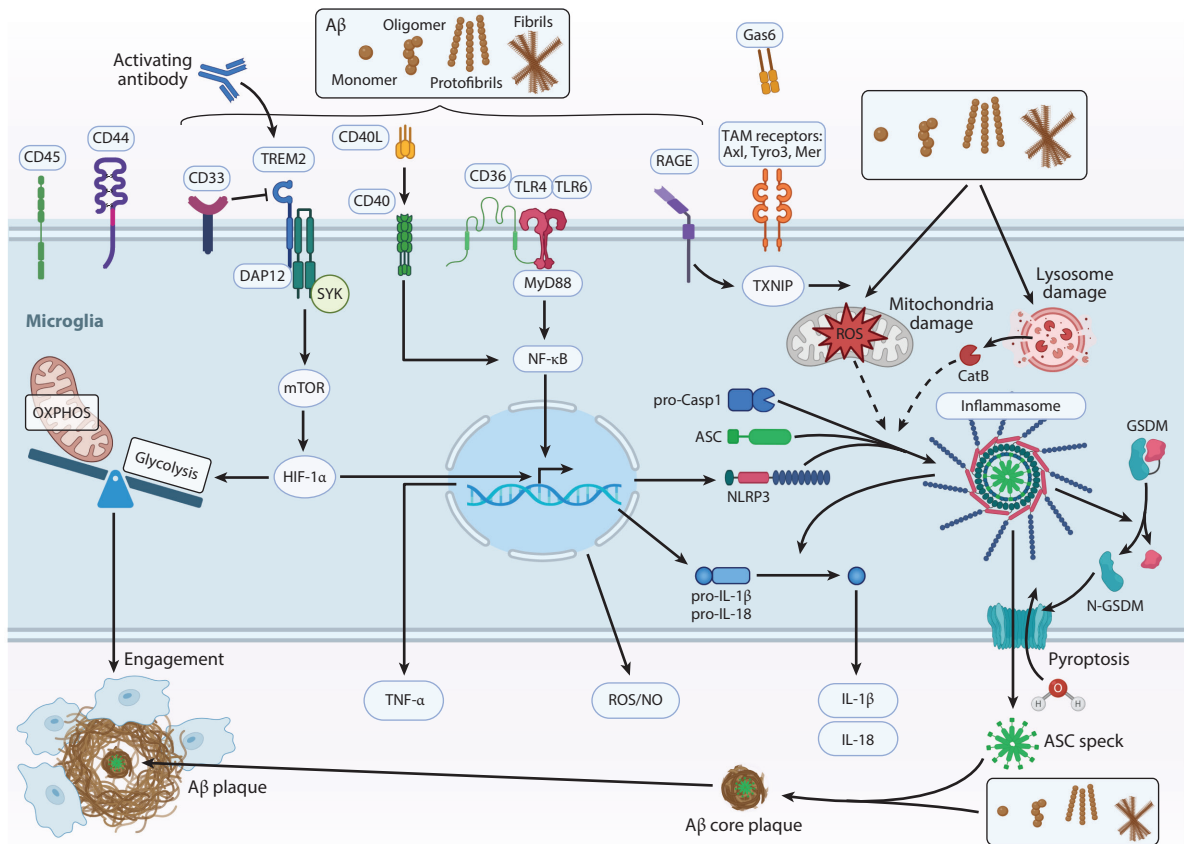 Aβ
Oligomer
Fibrils
Monomer
Protofibrils
Gas6
Activating
antibody
CD45
CD44
CD33
TREM2
CD40L
CD40
CD36
TLR4
TLR6
RAGE
TAM receptors:
Axl, Tyro3, Mer
DAP12
SYK
MyD88
TXNIP
Lysosome
damage
Mitochondria
damage
ROS
CatB
Microglia
NF-κB
mTOR
OXPHOS
Glycolysis
HIF-1α
pro-Casp1
ASC
NLRP3
Inflammasome
GSDM
N-GSDM
pro-IL-1β
pro-IL-18
Pyroptosis
Engagement
TNF-α
ROS/NO
IL-1β
IL-18
O
H
H
ASC speck
Aβ plaque
Aβ core plaque